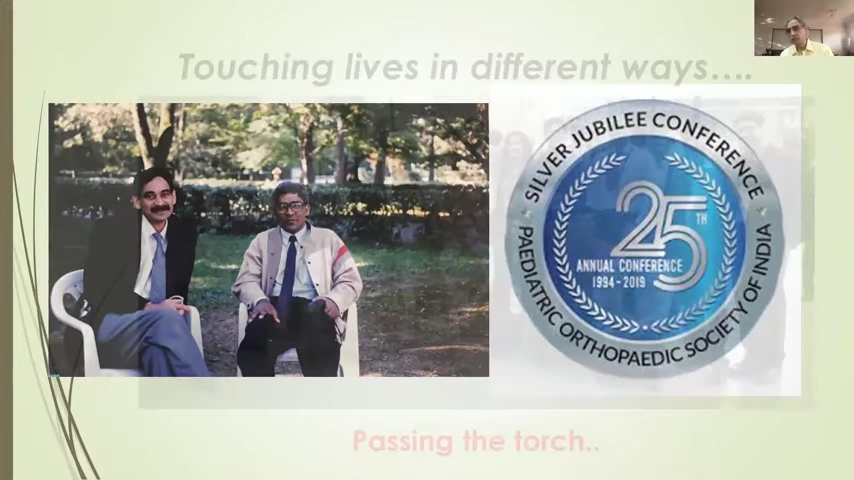 Touching lives in different ways....
SILVER JUBILEE CONFERENCE
25TH
ANNUAL CONFERENCE
1994 - 2019
PAEDIATRIC ORTHOPAEDIC SOCIETY OF INDIA
Passing the torch..